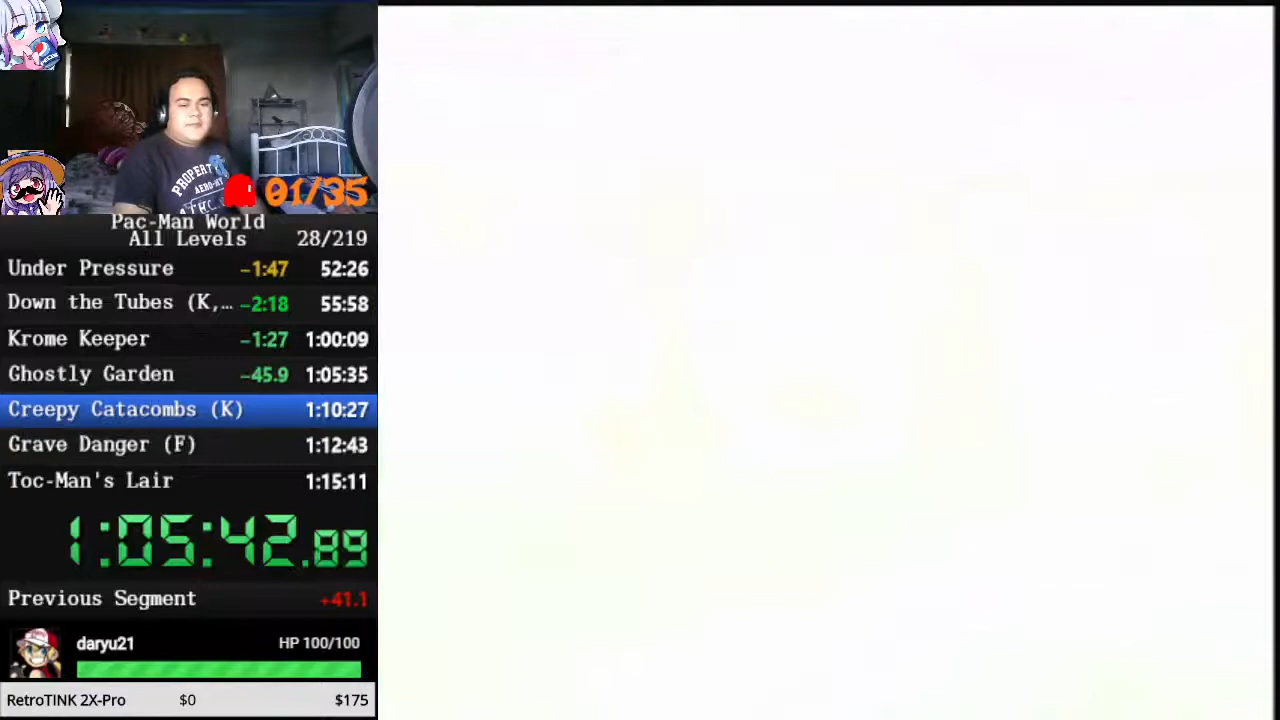 PROPERTY
AERO-
ATH
01/35
Pac-Man World
All Levels 28/219
Under Pressure -1:47 52:26
Down the Tubes (K,… -2:18 55:58
Krome Keeper -1:27 1:00:09
Ghostly Garden -45.9 1:05:35
Creepy Catacombs (K) 1:10:27
Grave Danger (F) 1:12:43
Toc-Man's Lair 1:15:11
1:05:42.89
Previous Segment +41.1
daryu21 HP 100/100
RetroTINK 2X-Pro $0 $175